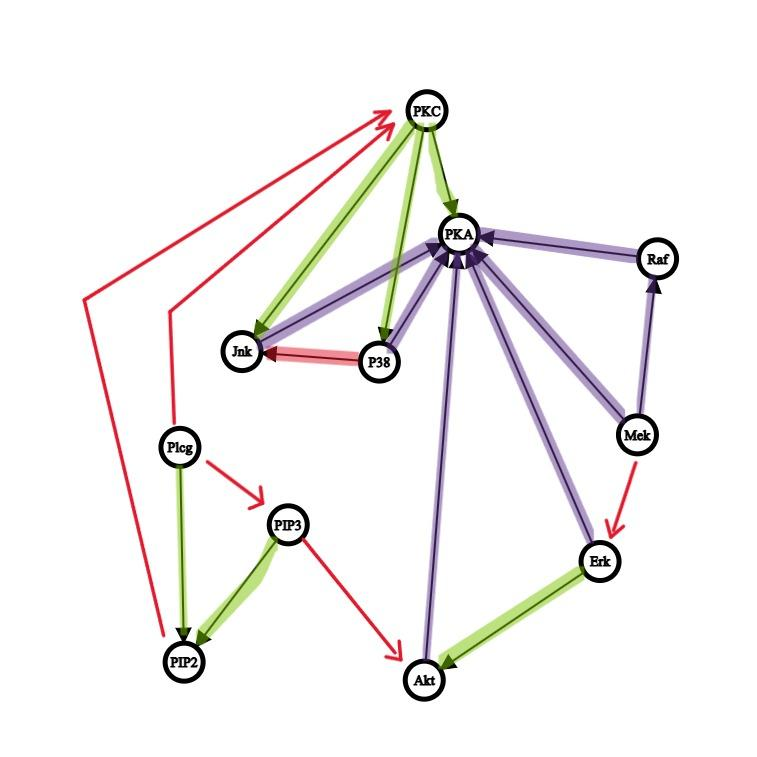 PKC
PKA
Raf
Jnk
P38
Mek
Plcg
PIP3
Erk
PIP2
Akt